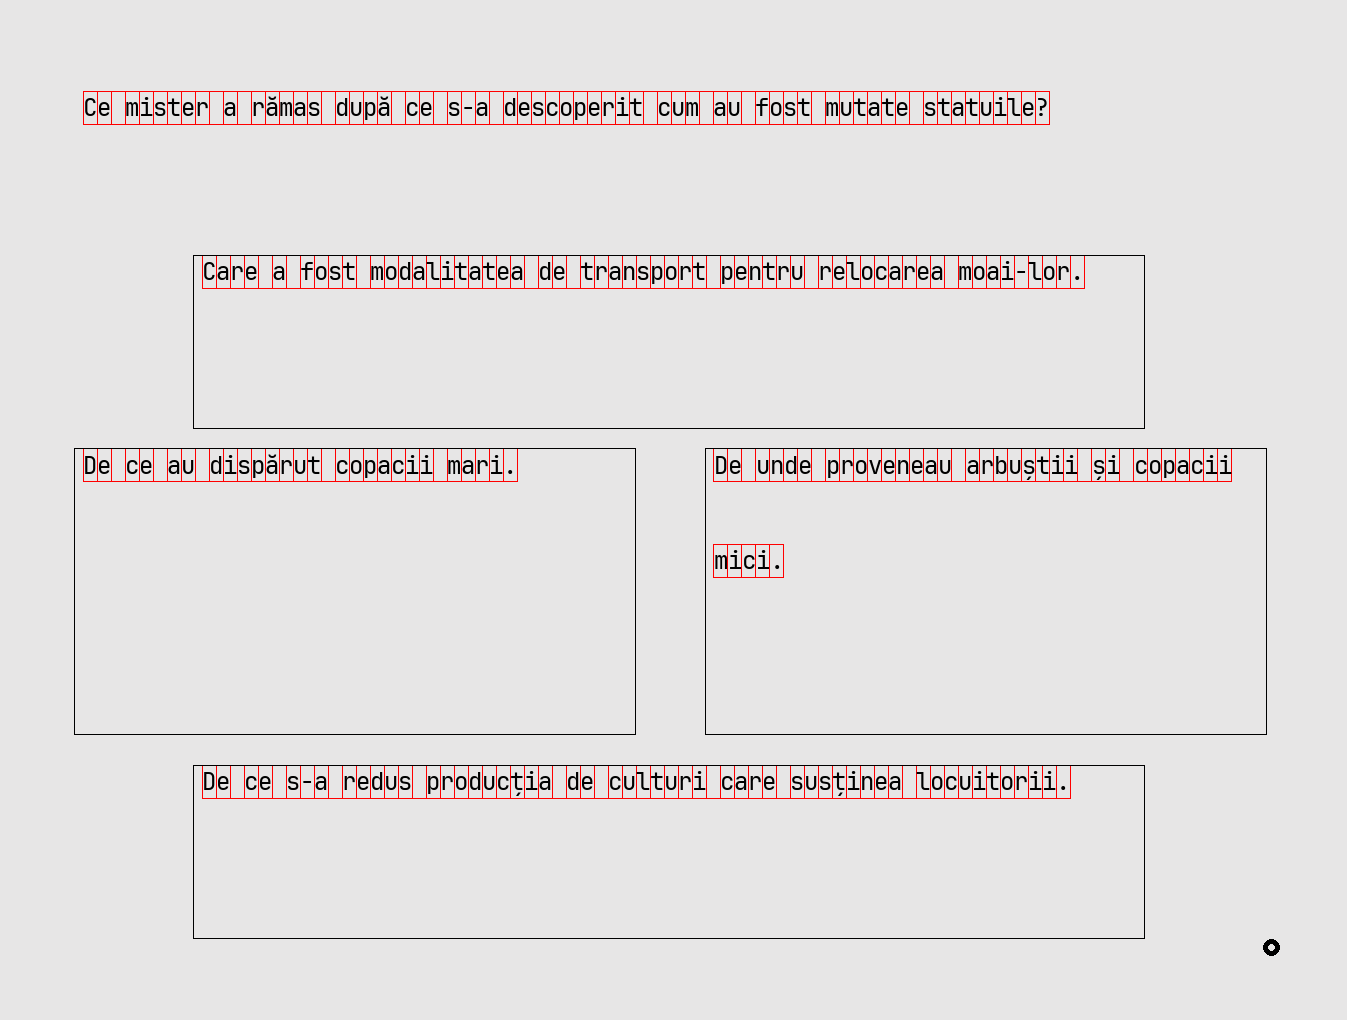 Ce mister a rămas după ce s-a descoperit cum au fost mutate statuile?
Care a fost modalitatea de transport pentru relocarea moai-lor.
De ce au dispărut copacii mari.
De unde proveneau arbuștii și copacii
mici.
De ce s-a redus producția de culturi care susținea locuitorii.